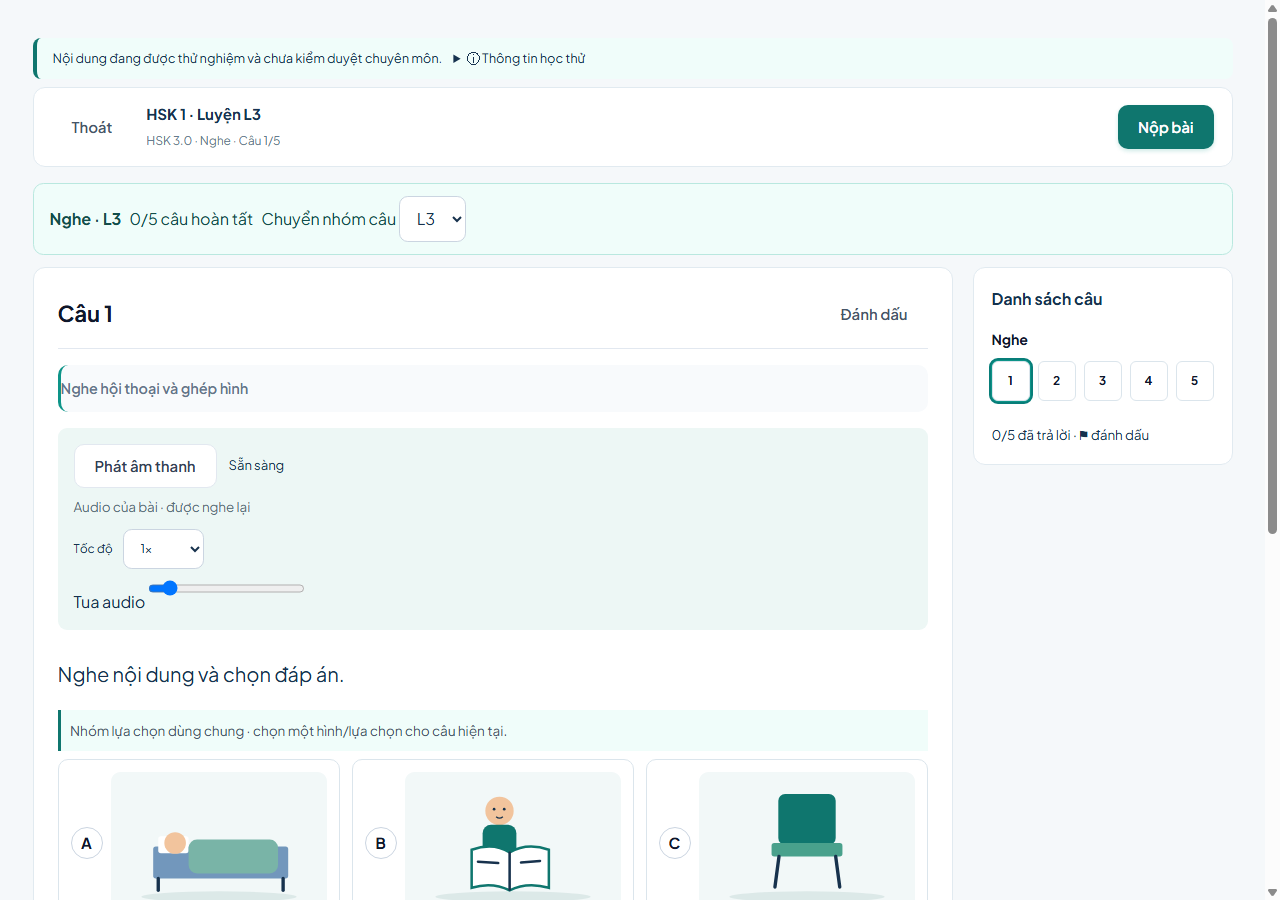 Nội dung đang được thử nghiệm và chưa kiểm duyệt chuyên môn. ▶ ⓘ Thông tin học thử
Thoát
HSK 1 · Luyện L3
HSK 3.0 · Nghe · Câu 1/5
Nộp bài
Nghe · L3 0/5 câu hoàn tất Chuyển nhóm câu L3
Câu 1
Đánh dấu
Nghe hội thoại và ghép hình
Phát âm thanh Sẵn sàng
Audio của bài · được nghe lại
Tốc độ 1×
Tua audio
Nghe nội dung và chọn đáp án.
Nhóm lựa chọn dùng chung · chọn một hình/lựa chọn cho câu hiện tại.
A
B
C
Danh sách câu
Nghe
1 2 3 4 5
0/5 đã trả lời · ⚑ đánh dấu